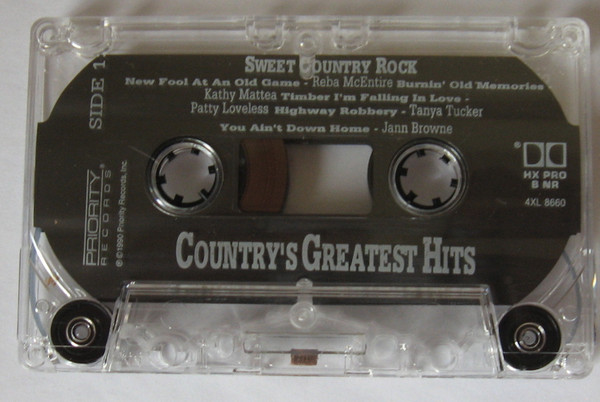 SWEET COUNTRY ROCK
New Fool At An Old Game - Reba McEntire Burnin' Old Memories -
Kathy Mattea Timber I'm Falling In Love -
Patty Loveless Highway Robbery - Tanya Tucker
You Ain't Down Home - Jann Browne
SIDE 1
PRIORITY
RECORDS®
℗©1990 Priority Records, Inc.
HX PRO
B NR
4XL 8660
COUNTRY'S GREATEST HITS